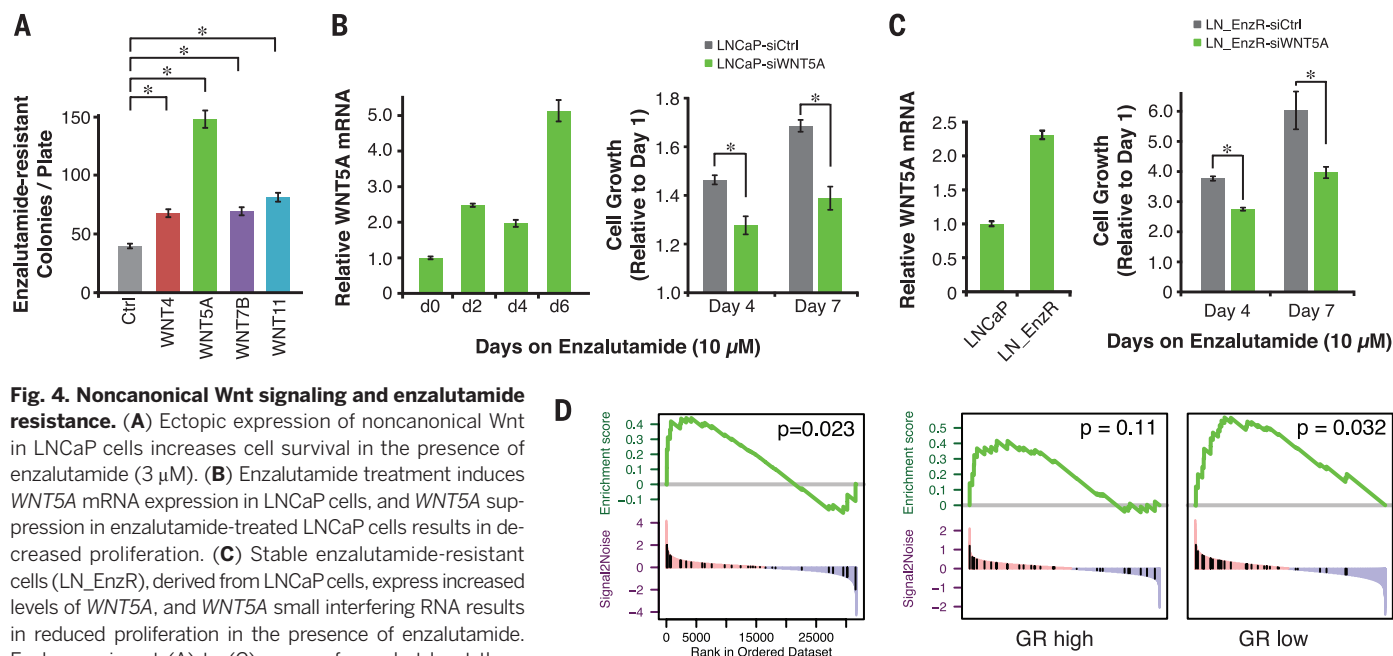 A
Enzalutamide-resistant
Colonies / Plate
150
100
50
0
*
*
*
*
Ctrl
WNT4
WNT5A
WNT7B
WNT11
B
Relative WNT5A mRNA
5.0
4.0
3.0
2.0
1.0
0
d0 d2 d4 d6
LNCaP-siCtrl
LNCaP-siWNT5A
Cell Growth
(Relative to Day 1)
1.8
1.6
1.4
1.2
1.0
*
*
Day 4 Day 7
Days on Enzalutamide (10 µM)
C
Relative WNT5A mRNA
2.5
2.0
1.5
1.0
0.5
0
LNCaP
LN_EnzR
LN_EnzR-siCtrl
LN_EnzR-siWNT5A
Cell Growth
(Relative to Day 1)
6.0
5.0
4.0
3.0
2.0
1.0
0
*
*
Day 4 Day 7
Days on Enzalutamide (10 µM)
Fig. 4. Noncanonical Wnt signaling and enzalutamide
resistance. (A) Ectopic expression of noncanonical Wnt
in LNCaP cells increases cell survival in the presence of
enzalutamide (3 µM). (B) Enzalutamide treatment induces
WNT5A mRNA expression in LNCaP cells, and WNT5A sup-
pression in enzalutamide-treated LNCaP cells results in de-
creased proliferation. (C) Stable enzalutamide-resistant
cells (LN_EnzR), derived from LNCaP cells, express increased
levels of WNT5A, and WNT5A small interfering RNA results
in reduced proliferation in the presence of enzalutamide.
D
Enrichment score
0.4
0.3
0.2
0.1
0
−0.1
p=0.023
Signal2Noise
4
2
0
−2
−4
0 5000 15000 25000
Rank in Ordered Dataset
Enrichment score
0.5
0.4
0.3
0.2
0.1
0
p = 0.11
Signal2Noise
2
1
0
−1
−2
GR high
p = 0.032
GR low